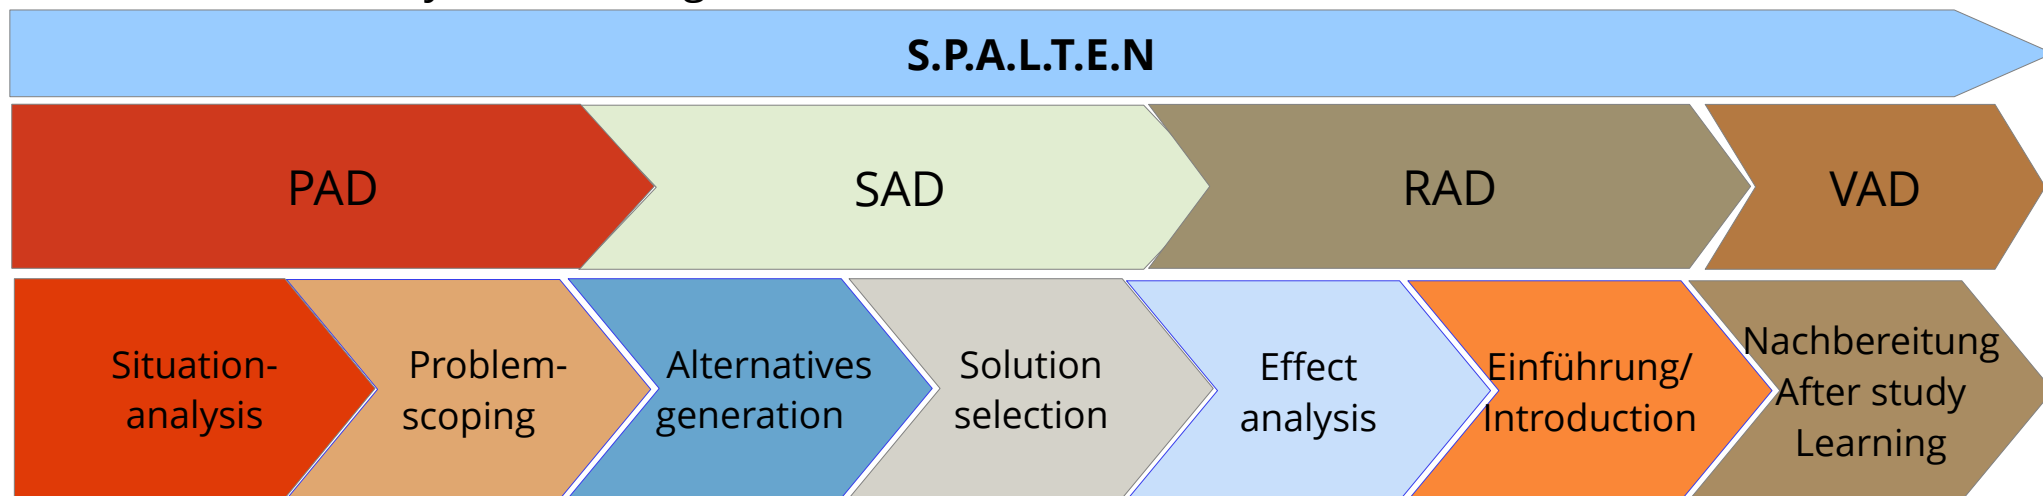 S.P.A.L.T.E.N
PAD
SAD
RAD
VAD
Situation-
analysis
Problem-
scoping
Alternatives
generation
Solution
selection
Effect
analysis
Einführung/
Introduction
Nachbereitung
After study
Learning